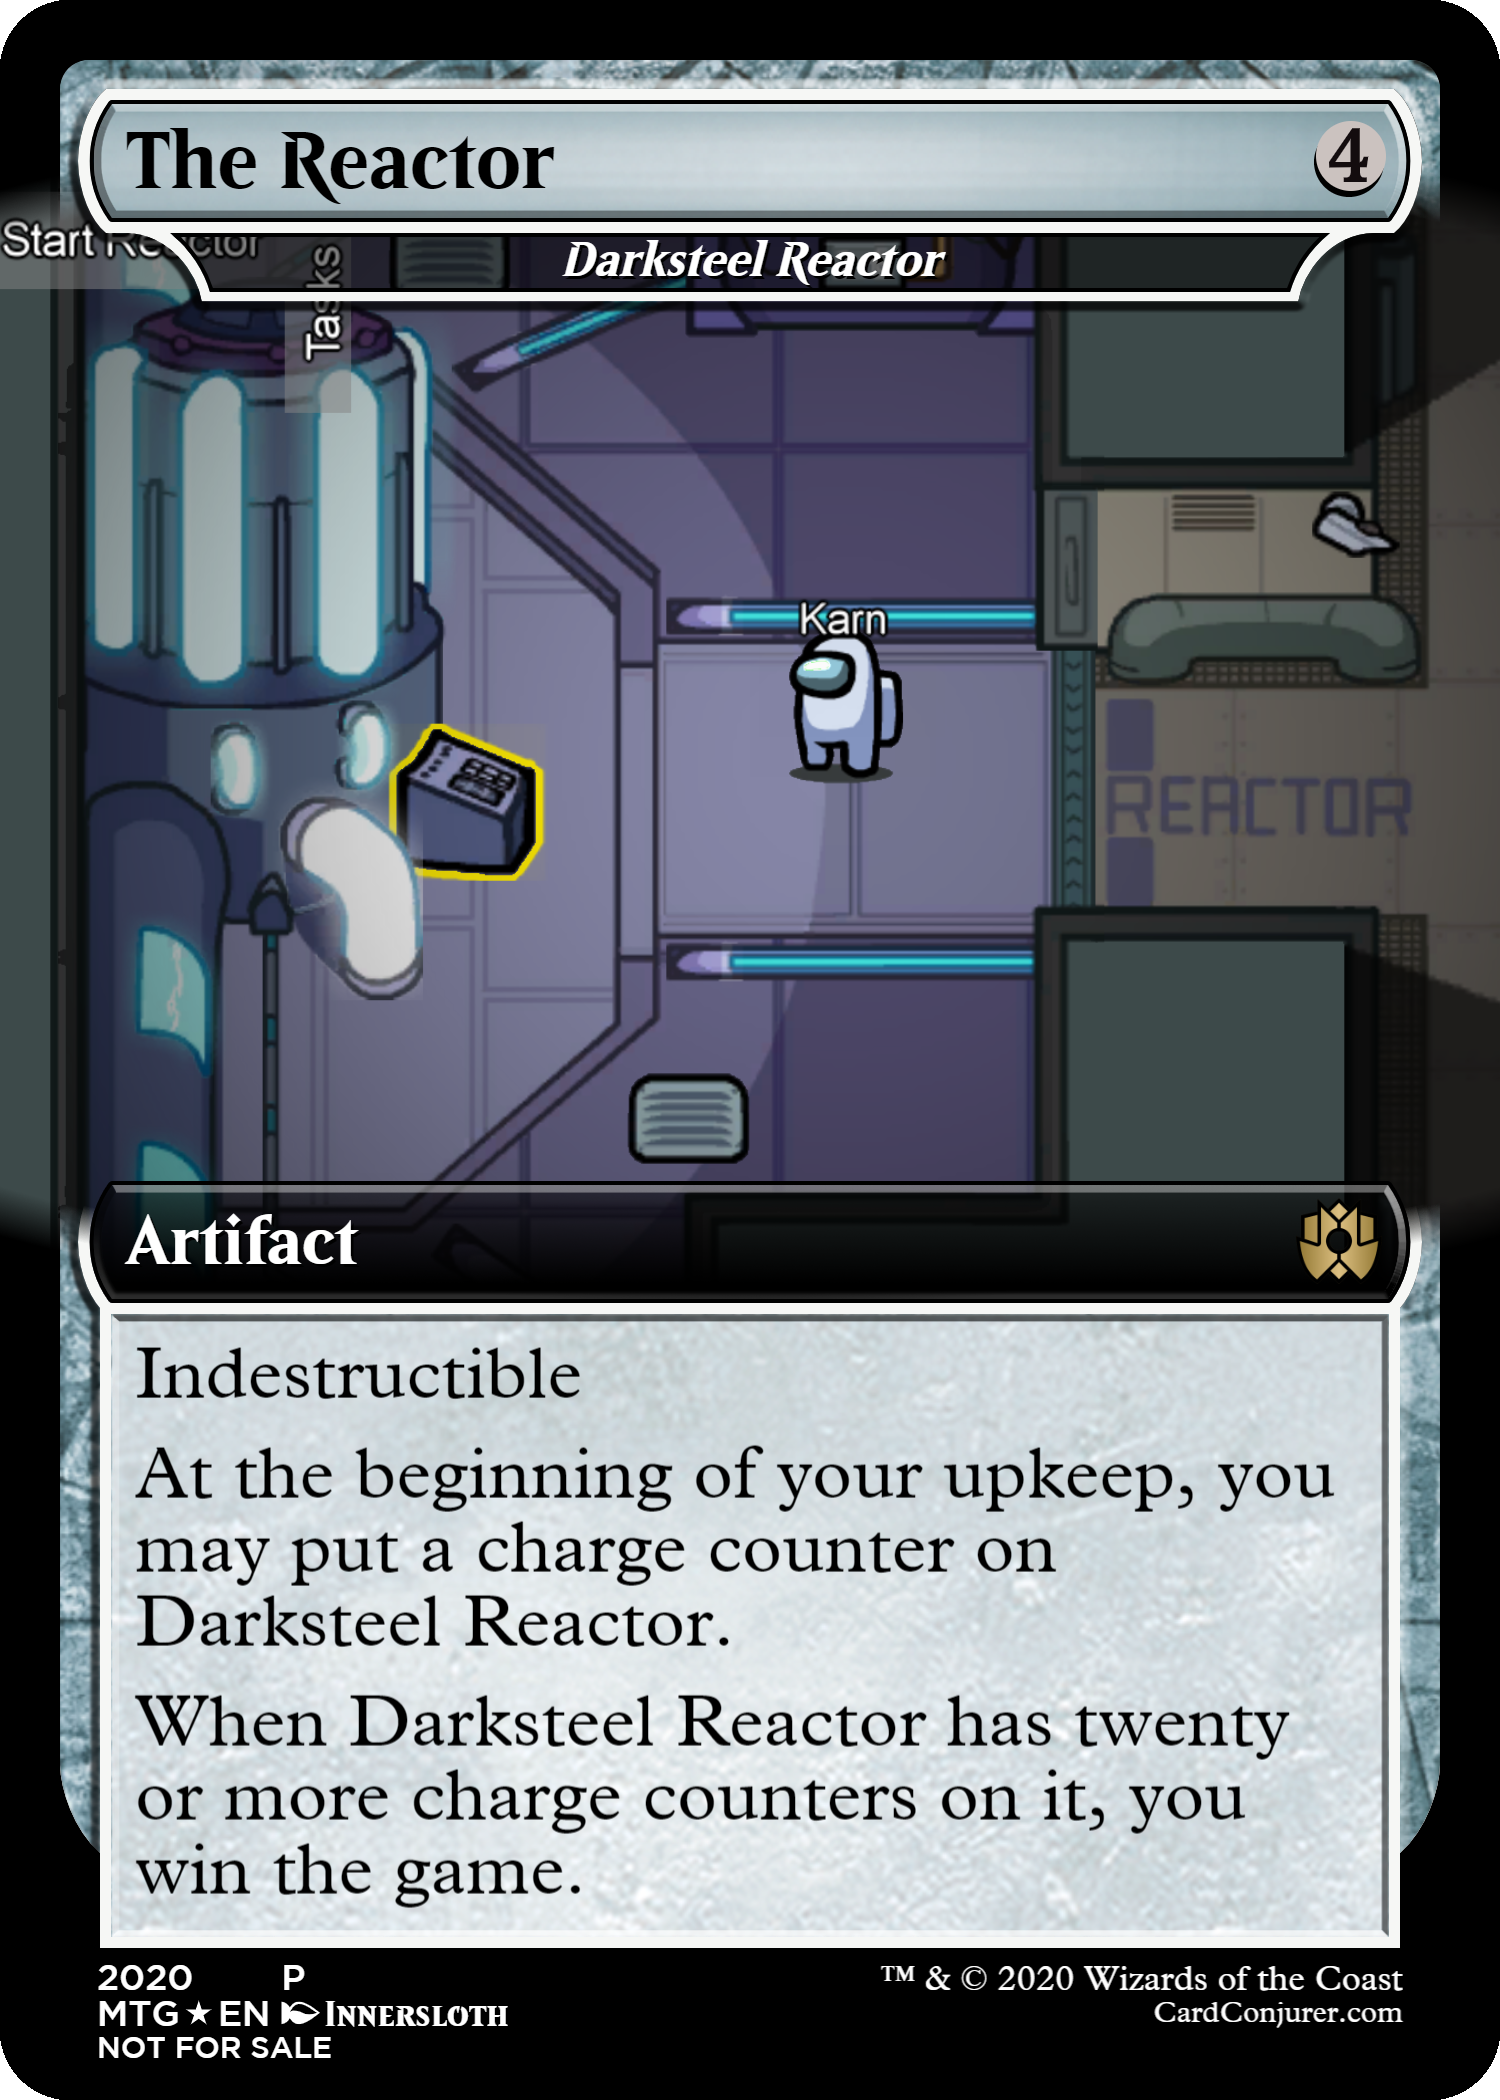 The Reactor
4
Darksteel Reactor
Start Reactor
Tasks
Karn
REACTOR
Artifact
Indestructible
At the beginning of your upkeep, you
may put a charge counter on
Darksteel Reactor.
When Darksteel Reactor has twenty
or more charge counters on it, you
win the game.
2020 P
MTG★EN INNERSLOTH
NOT FOR SALE
™ & © 2020 Wizards of the Coast
CardConjurer.com